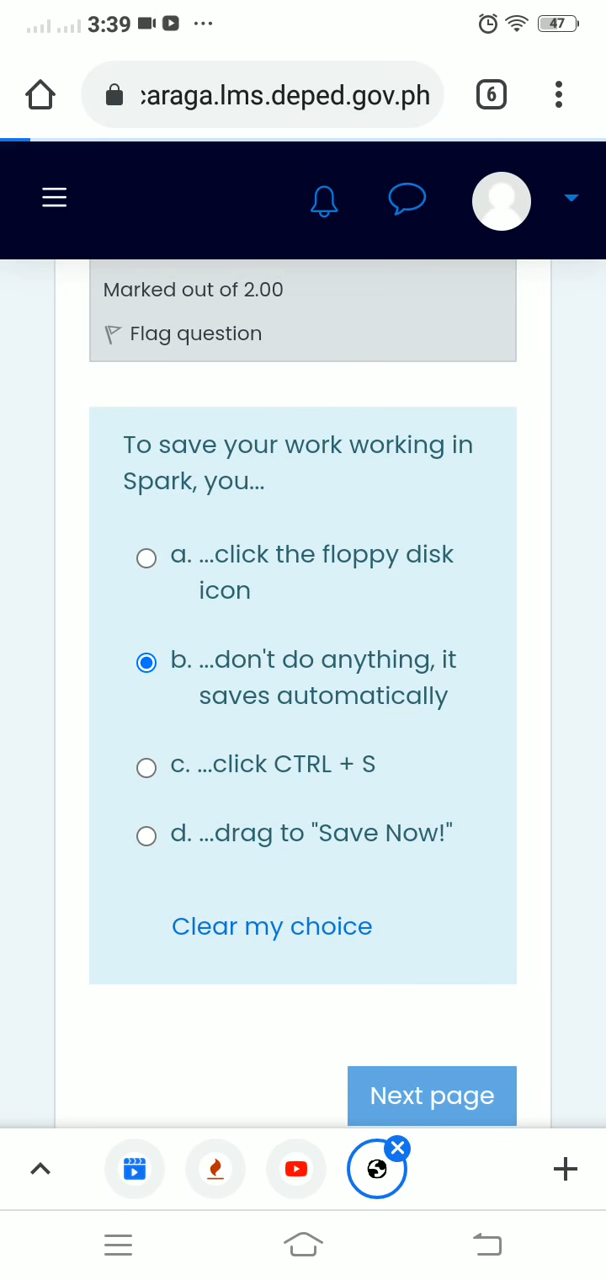 3:39 ...
47
:araga.lms.deped.gov.ph
6
Marked out of 2.00
Flag question
To save your work working in
Spark, you...
a. ...click the floppy disk
icon
b. ...don't do anything, it
saves automatically
c. ...click CTRL + S
d. ...drag to "Save Now!"
Clear my choice
Next page